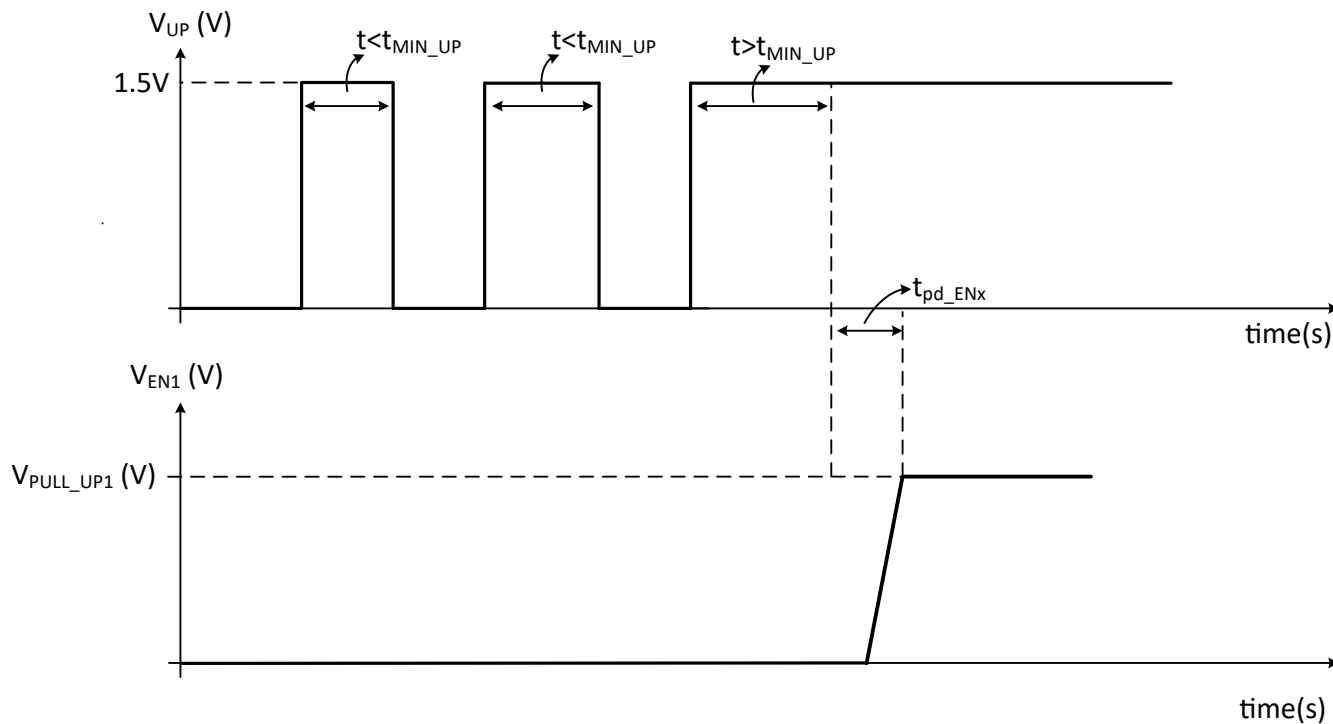 V_UP (V)
t<t_MIN_UP
t<t_MIN_UP
t>t_MIN_UP
1.5V
t_pd_ENx
time(s)
V_EN1 (V)
V_PULL_UP1 (V)
time(s)